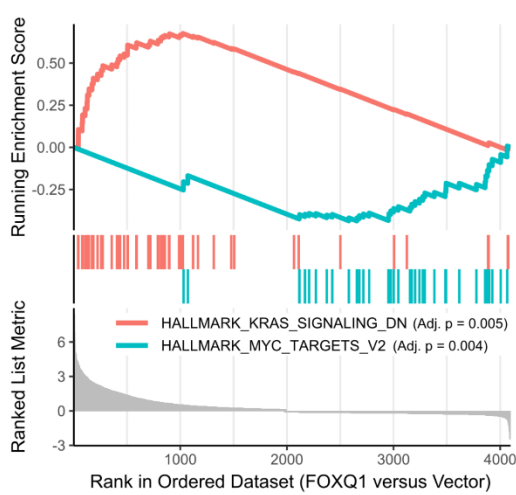 Running Enrichment Score
0.50
0.25
0.00
-0.25
HALLMARK_KRAS_SIGNALING_DN (Adj. p = 0.005)
HALLMARK_MYC_TARGETS_V2 (Adj. p = 0.004)
Ranked List Metric
6
3
0
-3
1000 2000 3000 4000
Rank in Ordered Dataset (FOXQ1 versus Vector)